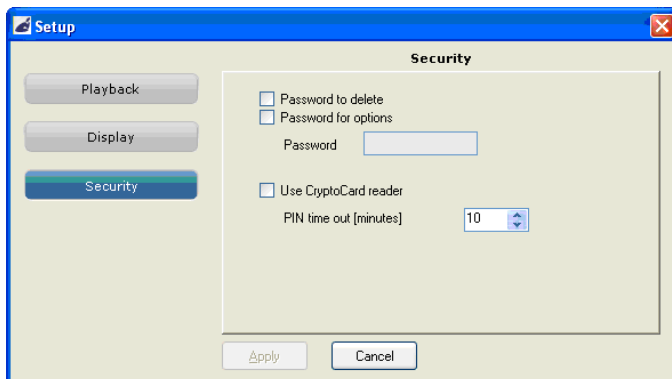 Setup
Security
Playback
Display
Security
Password to delete
Password for options
Password
Use CryptoCard reader
PIN time out [minutes] 10
Apply Cancel